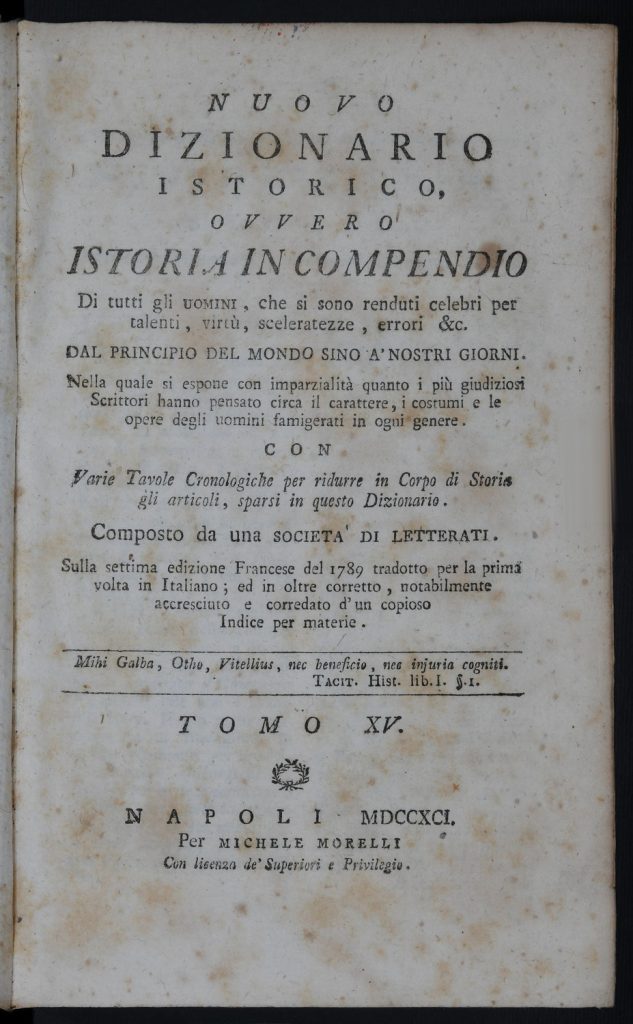 NUOVO
DIZIONARIO
ISTORICO,
OVVERO
ISTORIA IN COMPENDIO
Di tutti gli UOMINI, che si sono renduti celebri per
talenti, virtù, sceleratezze, errori &c.
DAL PRINCIPIO DEL MONDO SINO A' NOSTRI GIORNI.
Nella quale si espone con imparzialità quanto i più giudiziosi
Scrittori hanno pensato circa il carattere, i costumi e le
opere degli uomini famigerati in ogni genere.
CON
Varie Tavole Cronologiche per ridurre in Corpo di Storia
gli articoli, sparsi in questo Dizionario.
Composto da una SOCIETA' DI LETTERATI.
Sulla settima edizione Francese del 1789 tradotto per la prima
volta in Italiano; ed in oltre corretto, notabilmente
accresciuto e corredato d'un copioso
Indice per materie.
Mihi Galba, Otho, Vitellius, nec beneficio, nec injuria cogniti.
TACIT. Hist. lib. I. §. 1.
TOMO XV.
NAPOLI MDCCXCI.
Per MICHELE MORELLI
Con licenza de' Superiori e Privilegio.